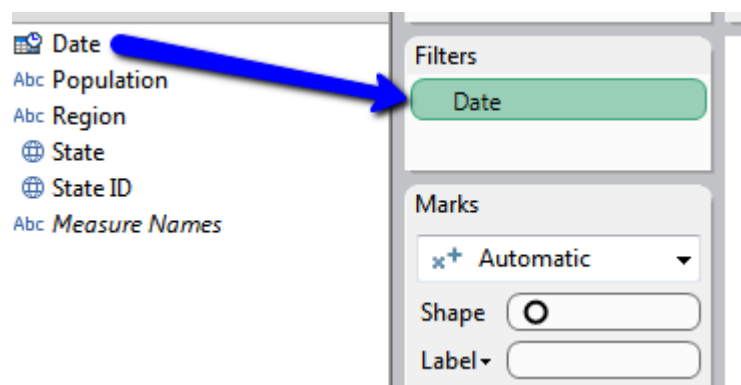 Date
Abc Population
Abc Region
State
State ID
Abc Measure Names
Filters
Date
Marks
Automatic
Shape
Label